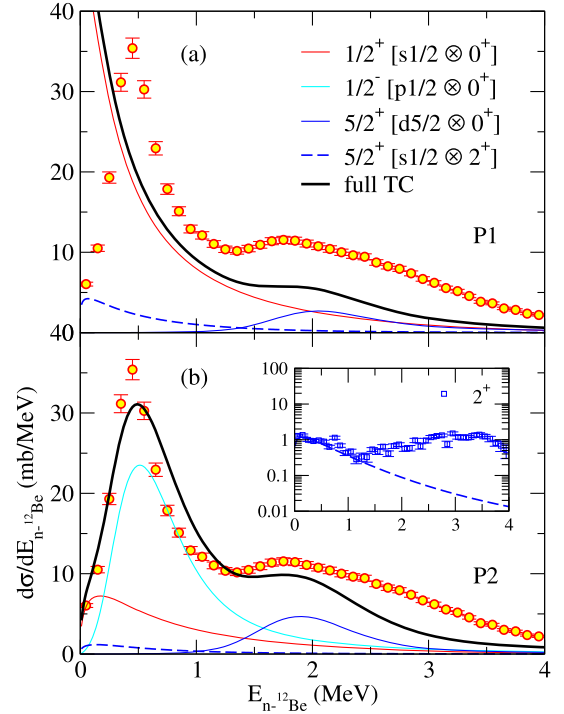 40
(a)
1/2⁺ [s1/2 ⊗ 0⁺]
1/2⁻ [p1/2 ⊗ 0⁺]
30
5/2⁺ [d5/2 ⊗ 0⁺]
5/2⁺ [s1/2 ⊗ 2⁺]
20
full TC
P1
10
40
(b)
100
10
1
0.1
0.01
2⁺
0 1 2 3 4
30
20
10
P2
0
0 1 2 3 4
dσ/dE_{n-¹²Be} (mb/MeV)
E_{n-¹²Be} (MeV)